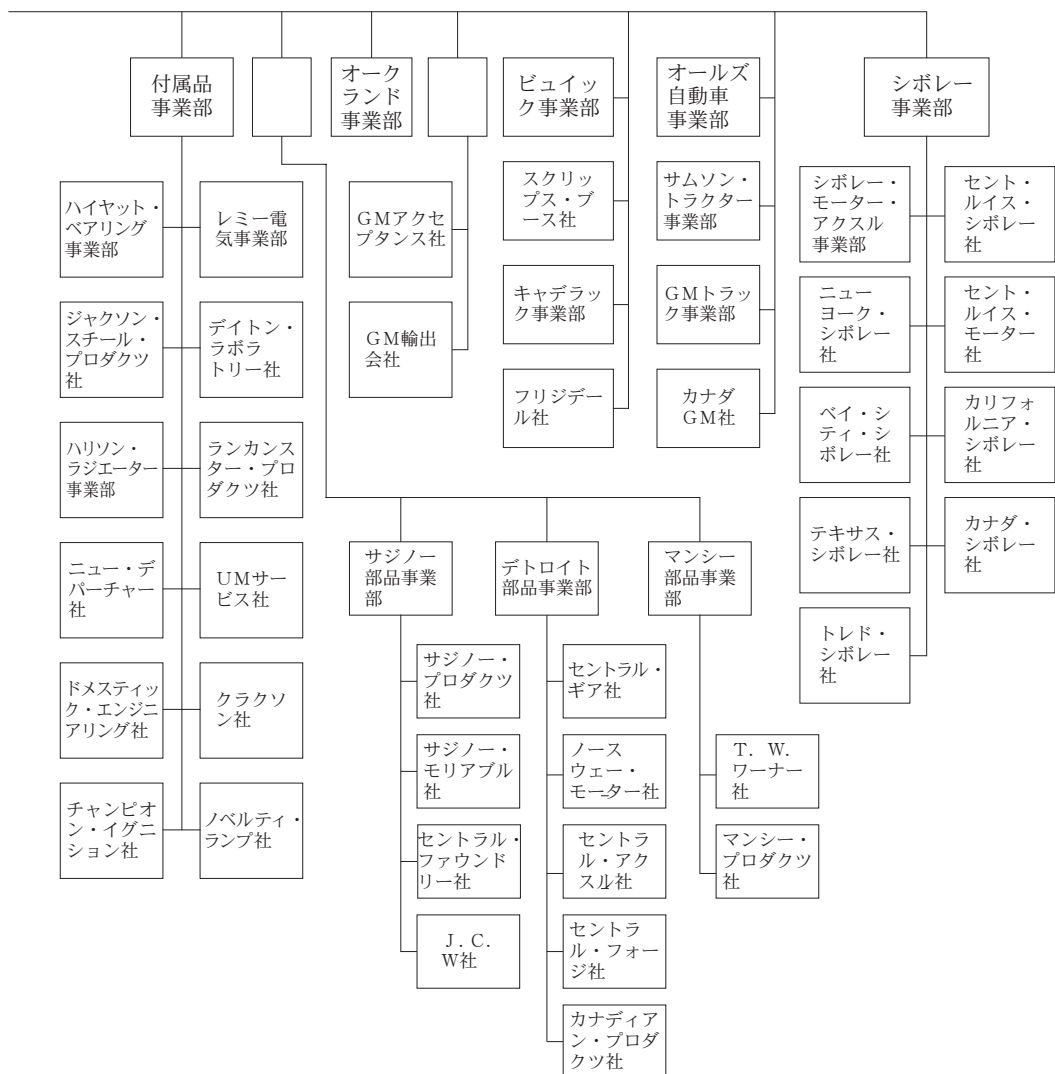 付属品
事業部
オーク
ランド
事業部
ビュイッ
ク事業部
オールズ
自動車
事業部
シボレー
事業部
ハイヤット・
ベアリング
事業部
レミー電
気事業部
GMアクセ
プタンス社
スクリッ
プス・ブ
ース社
サムソン・
トラクター
事業部
シボレー・
モーター・
アクスル
事業部
セント・
ルイス・
シボレー
社
ジャクソン・
スチール・
プロダクツ
社
デイトン・
ラボラ
トリー社
GM輸出
会社
キャデラッ
ク事業部
GMトラッ
ク事業部
ニュー
ヨーク・
シボレー
社
セント・
ルイス・
モーター
社
ハリソン・
ラジエーター
事業部
ランカンス
ター・プロ
ダクツ社
フリジデー
ル社
カナダ
GM社
ベイ・シ
ティ・シ
ボレー社
カリフォ
ルニア・
シボレー
社
ニュー・デ
パーチャー
社
UMサー
ビス社
サジノー
部品事業
部
デトロイト
部品事業部
マンシー
部品事業
部
テキサス・
シボレー社
カナダ・
シボレー
社
ドメスティッ
ク・エンジニ
アリング社
クラクソ
ン社
サジノー・
プロダクツ
社
セントラル・
ギア社
トレド・
シボレー
社
チャンピオ
ン・イグニ
ション社
ノベルティ・
ランプ社
サジノー・
モリアブル
社
ノース
ウェー・
モーター社
T．W.
ワーナー
社
セントラル・
ファウンド
リー社
セントラ
ル・アク
スル社
マンシー・
プロダクツ
社
J．C.
W社
セントラ
ル・フォー
ジ社
カナディア
ン・プロダ
クツ社